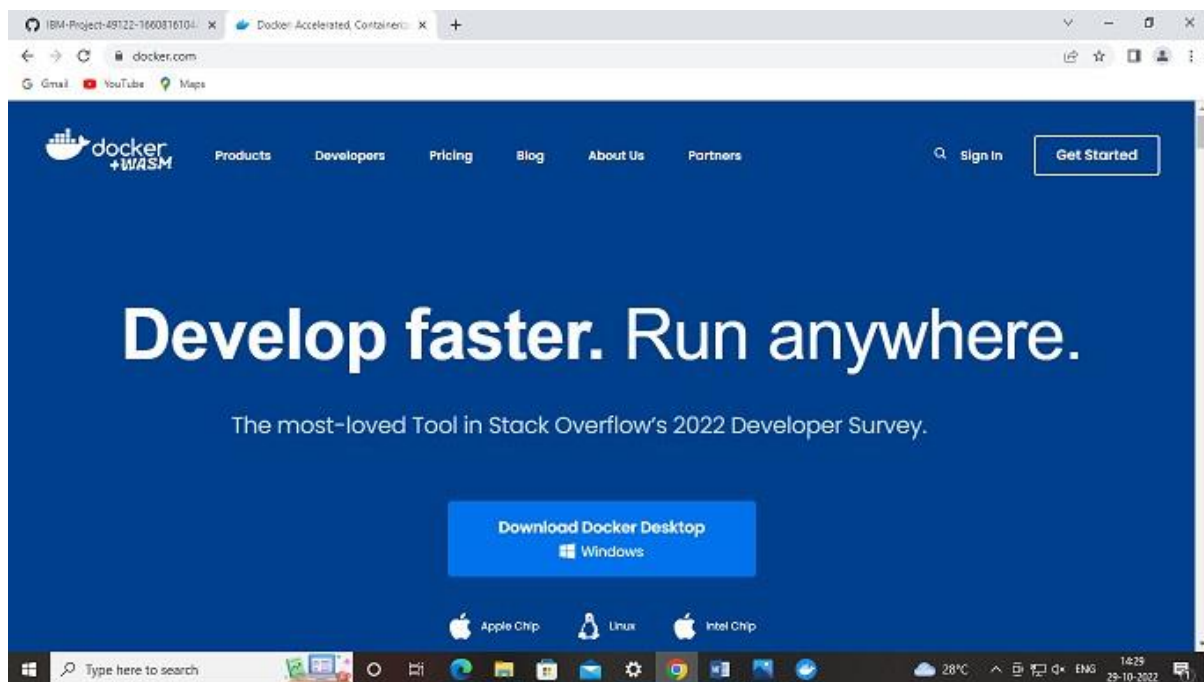 IBM-Project-49122-1660816104
Docker: Accelerated, Container
docker.com
Gmail YouTube Maps
docker
+WASM
Products Developers Pricing Blog About Us Partners Sign In Get Started
Develop faster. Run anywhere.
The most-loved Tool in Stack Overflow's 2022 Developer Survey.
Download Docker Desktop
Windows
Apple Chip Linux Intel Chip
Type here to search
28°C ENG 14:29
29-10-2022